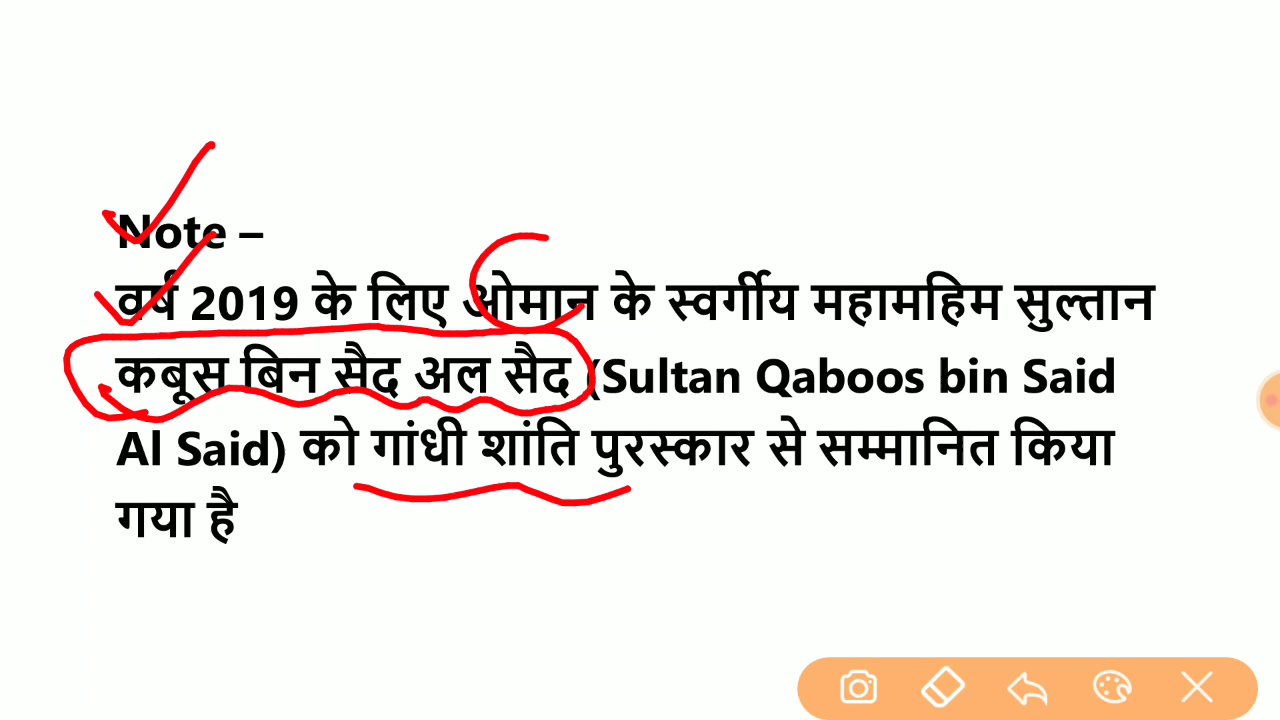 Note –
वर्ष 2019 के लिए ओमान के स्वर्गीय महामहिम सुल्तान
कबूस बिन सैद अल सैद (Sultan Qaboos bin Said
Al Said) को गांधी शांति पुरस्कार से सम्मानित किया
गया है